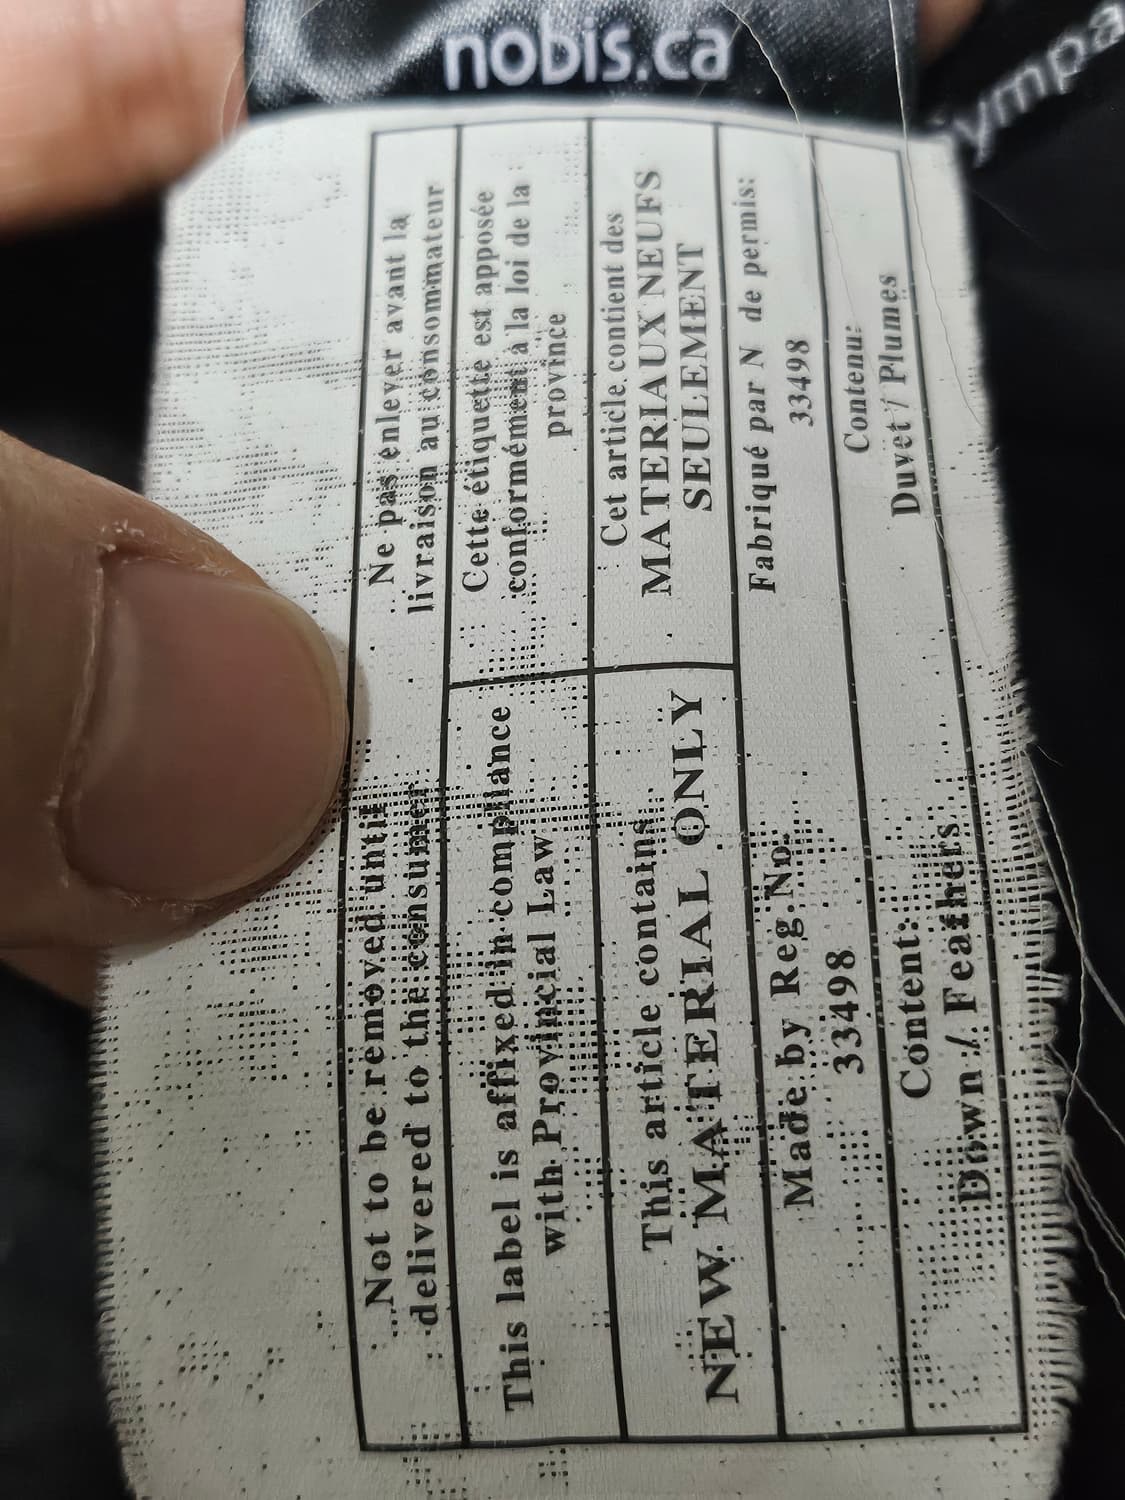 nobis.ca
ympa
Not to be removed until
delivered to the consumer
Ne pas enlever avant la
livraison au consommateur
This label is affixed in compliance
with Provincial Law
Cette étiquette est apposée
conformément à la loi de la
province
This article contains
NEW MATERIAL ONLY
Cet article contient des
MATERIAUX NEUFS
SEULEMENT
Made by Reg.No.
33498
Fabriqué par N de permis:
33498
Content:
Down / Feathers
Contenu:
Duvet / Plumes